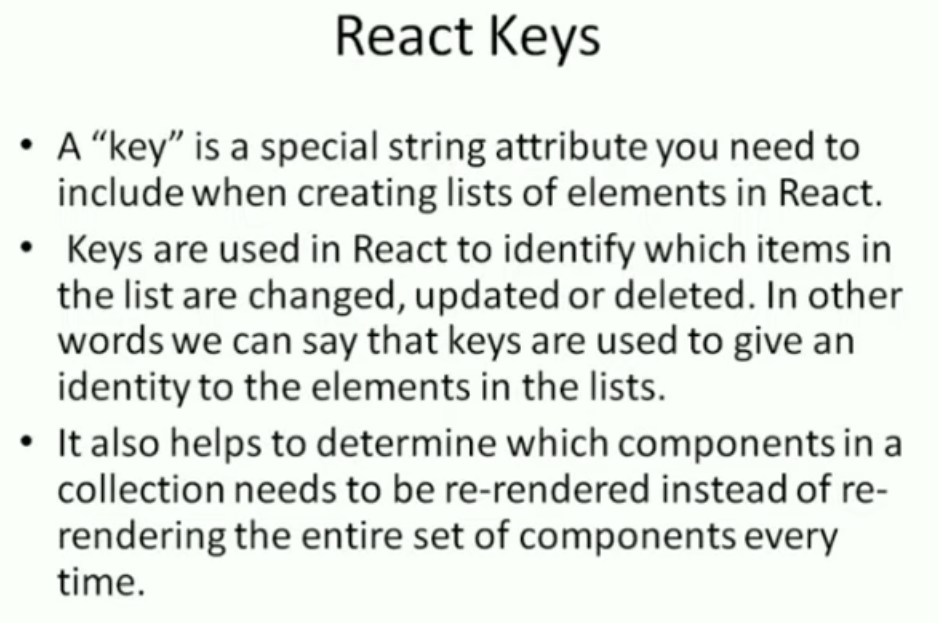 React Keys
• A “key” is a special string attribute you need to
include when creating lists of elements in React.
• Keys are used in React to identify which items in
the list are changed, updated or deleted. In other
words we can say that keys are used to give an
identity to the elements in the lists.
• It also helps to determine which components in a
collection needs to be re-rendered instead of re-
rendering the entire set of components every
time.